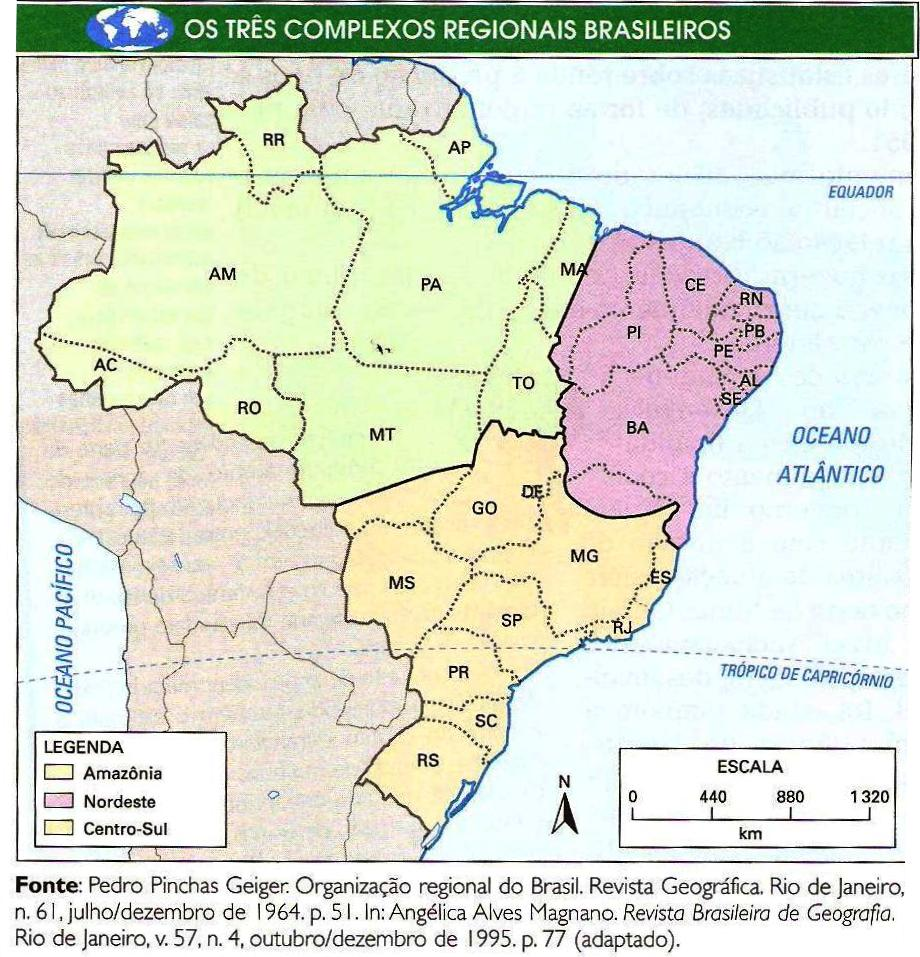 OS TRÊS COMPLEXOS REGIONAIS BRASILEIROS
RR
AP
EQUADOR
AM
PA
MA
CE
RN
PB
PI
PE
AL
SE
AC
TO
RO
MT
BA
OCEANO
ATLÂNTICO
DF
GO
MG
MS
ES
SP
RJ
OCEANO PACÍFICO
PR
TRÓPICO DE CAPRICÓRNIO
SC
RS
LEGENDA
Amazônia
Nordeste
Centro-Sul
N
ESCALA
0 440 880 1320
km
Fonte: Pedro Pinchas Geiger. Organização regional do Brasil. Revista Geográfica. Rio de Janeiro,
n. 61, julho/dezembro de 1964. p. 51. In: Angélica Alves Magnano. Revista Brasileira de Geografia.
Rio de Janeiro, v. 57, n. 4, outubro/dezembro de 1995. p. 77 (adaptado).